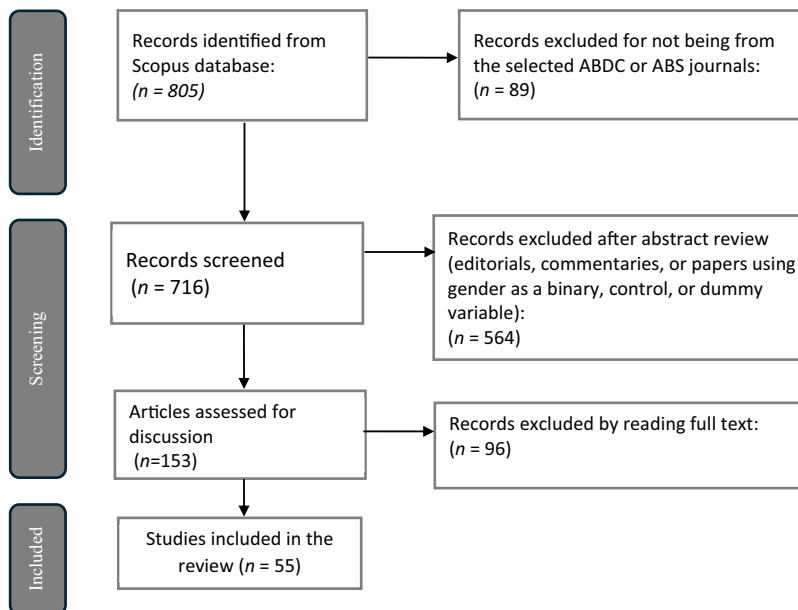 Identification
Records identified from
Scopus database:
(n = 805)
Records excluded for not being from
the selected ABDC or ABS journals:
(n = 89)
Screening
Records screened
(n = 716)
Records excluded after abstract review
(editorials, commentaries, or papers using
gender as a binary, control, or dummy
variable):
(n = 564)
Articles assessed for
discussion
(n=153)
Records excluded by reading full text:
(n = 96)
Included
Studies included in the
review (n = 55)